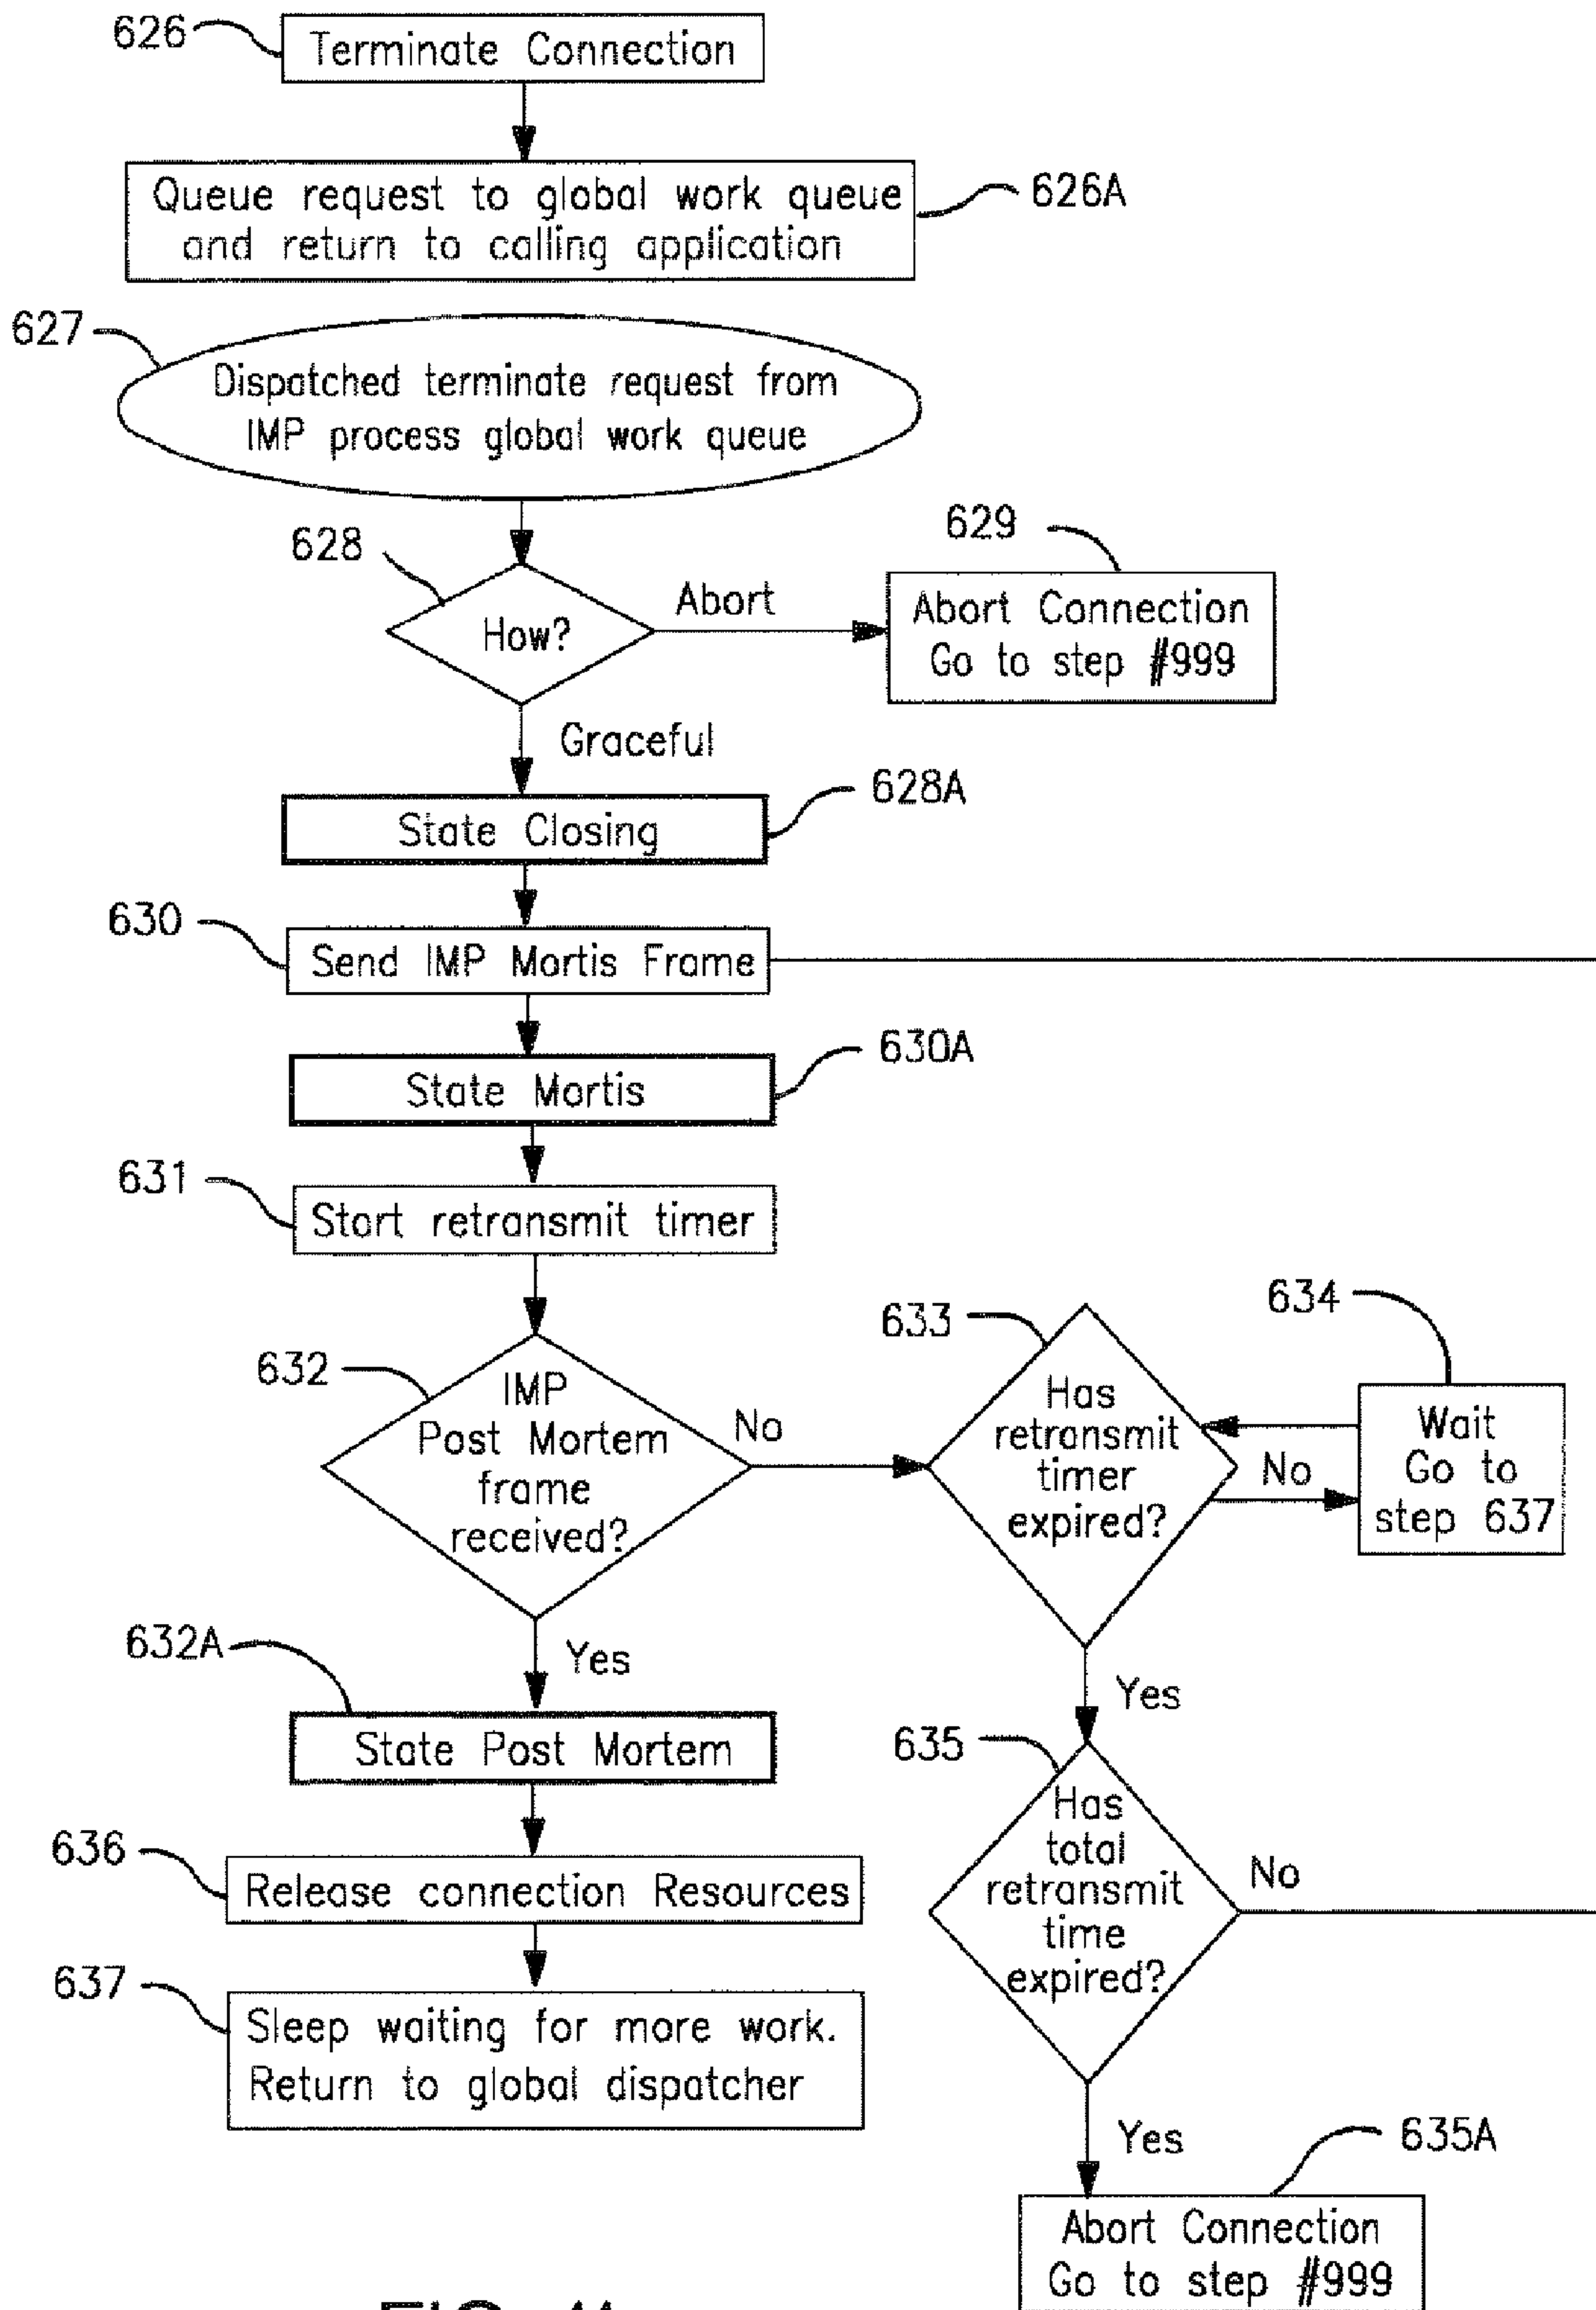 626
Terminate Connection
Queue request to global work queue
and return to calling application
626A
627
Dispatched terminate request from
IMP process global work queue
628
How?
Abort
629
Abort Connection
Go to step #999
Graceful
628A
State Closing
630
Send IMP Mortis Frame
630A
State Mortis
631
Start retransmit timer
632
IMP
Post Mortem
frame
received?
No
633
Has
retransmit
timer
expired?
No
634
Wait
Go to
step 637
Yes
632A
State Post Mortem
Yes
635
Has
total
retransmit
time
expired?
No
636
Release connection Resources
637
Sleep waiting for more work.
Return to global dispatcher
Yes
635A
Abort Connection
Go to step #999